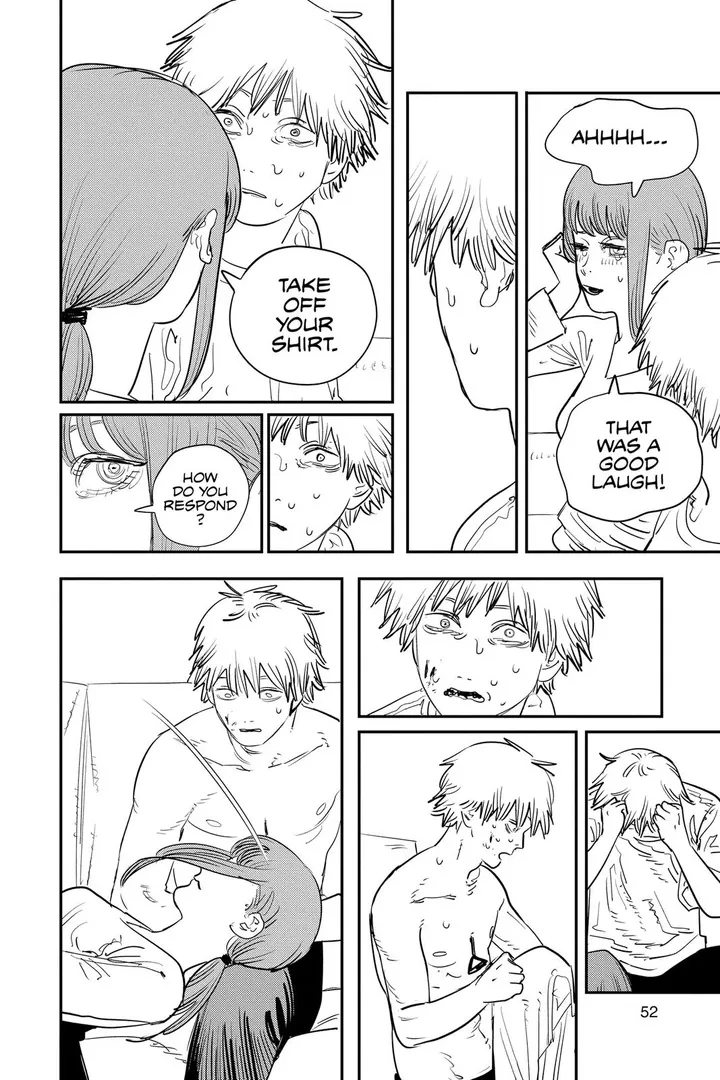 AHHHH...
THAT
WAS A
GOOD
LAUGH!
TAKE
OFF
YOUR
SHIRT.
HOW
DO YOU
RESPOND
?
52